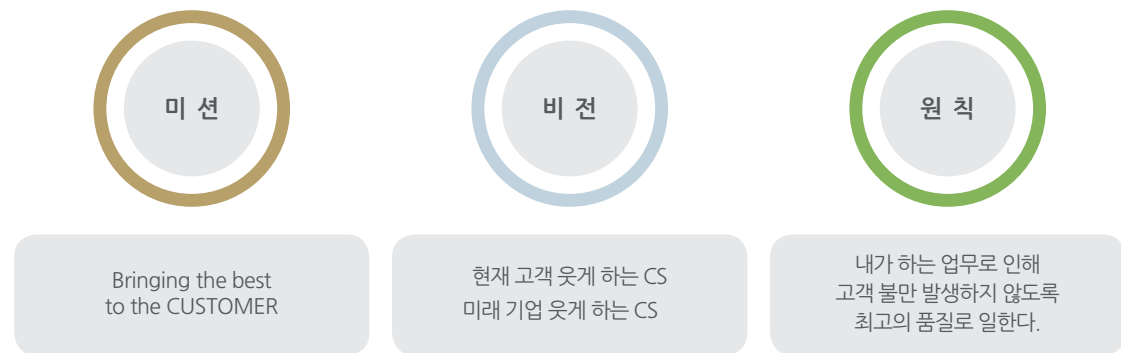 미 션
비 전
원 칙
Bringing the best
to the CUSTOMER
현재 고객 웃게 하는 CS
미래 기업 웃게 하는 CS
내가 하는 업무로 인해
고객 불만 발생하지 않도록
최고의 품질로 일한다.